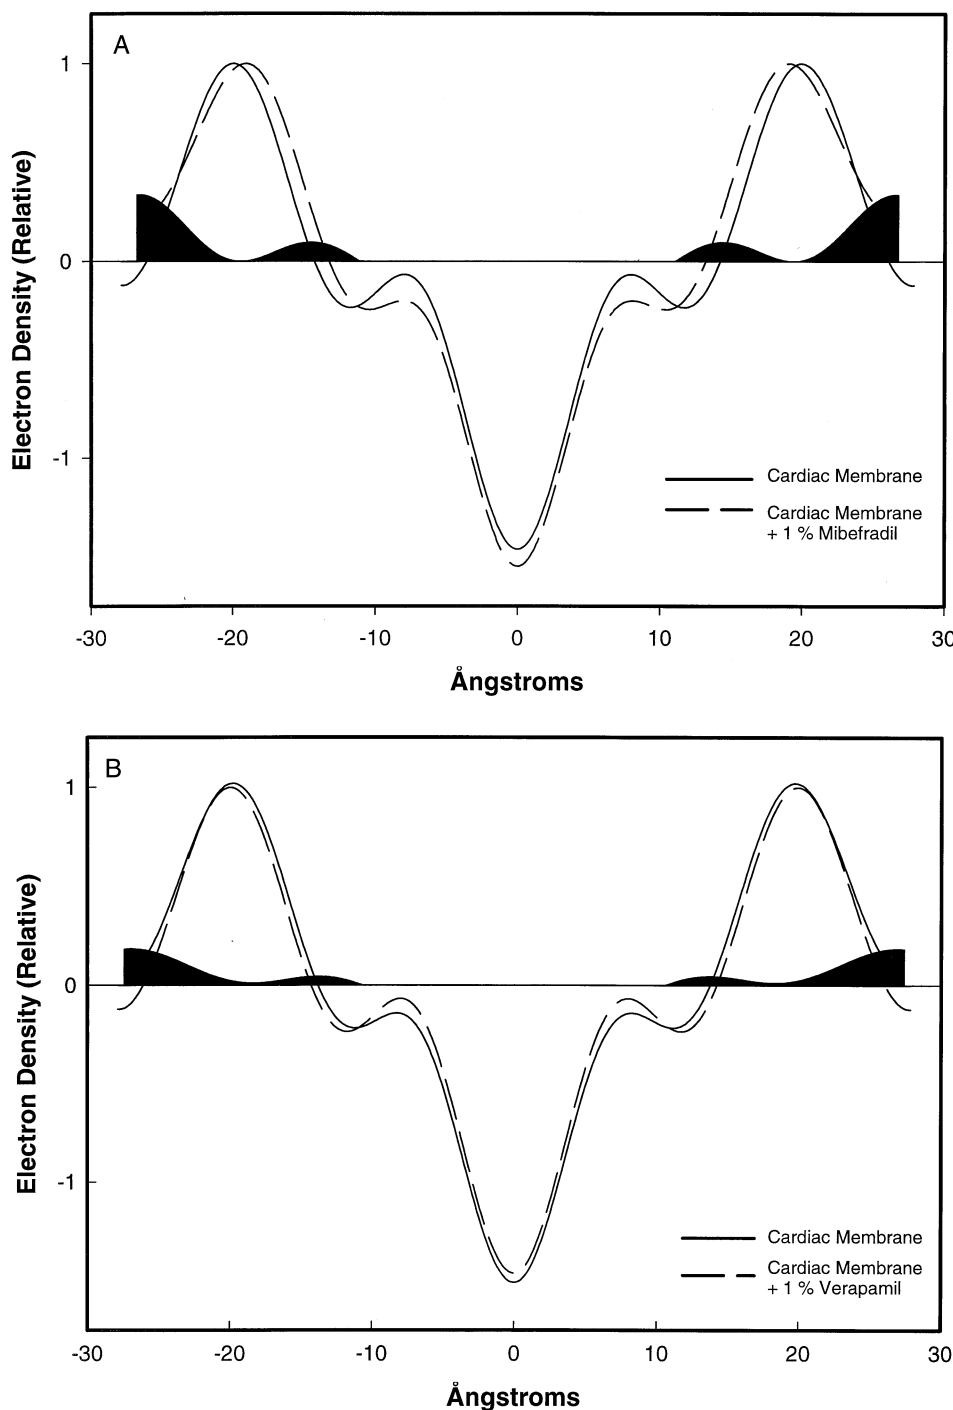 A
Electron Density (Relative)
1
0
-1
Cardiac Membrane
Cardiac Membrane
+ 1 % Mibefradil
-30 -20 -10 0 10 20 30
Ångstroms
B
Electron Density (Relative)
1
0
-1
Cardiac Membrane
Cardiac Membrane
+ 1 % Verapamil
-30 -20 -10 0 10 20 30
Ångstroms